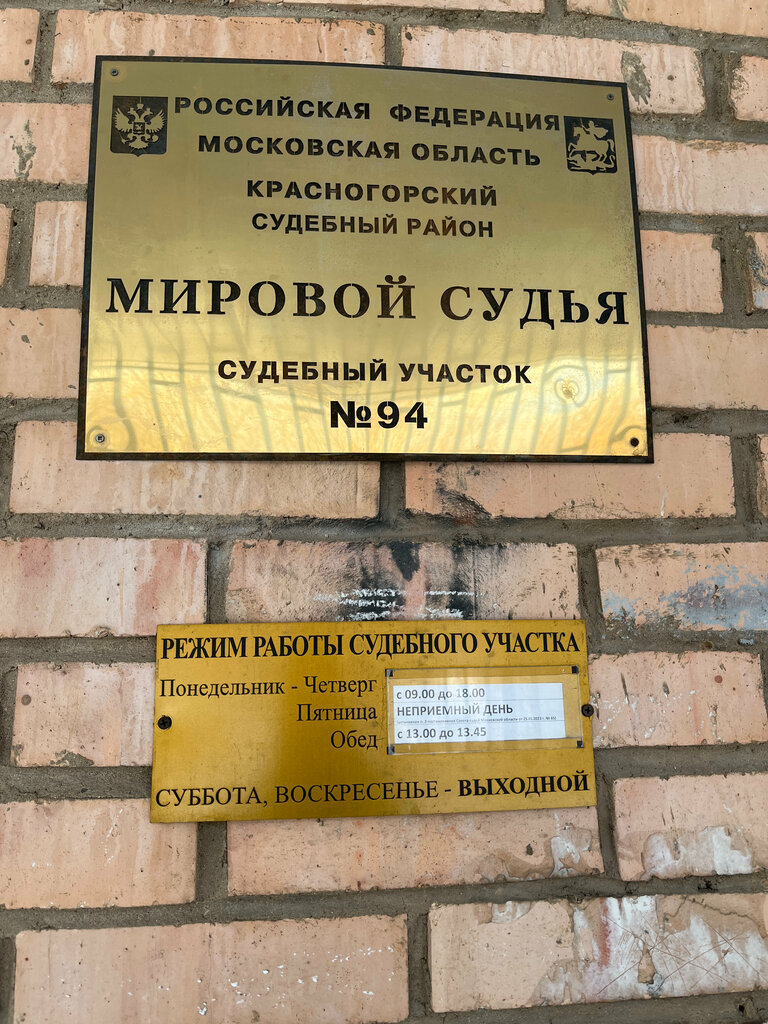 РОССИЙСКАЯ ФЕДЕРАЦИЯ
МОСКОВСКАЯ ОБЛАСТЬ
КРАСНОГОРСКИЙ
СУДЕБНЫЙ РАЙОН
МИРОВОЙ СУДЬЯ
СУДЕБНЫЙ УЧАСТОК
№94
РЕЖИМ РАБОТЫ СУДЕБНОГО УЧАСТКА
Понедельник - Четверг с 09.00 до 18.00
Пятница НЕПРИЕМНЫЙ ДЕНЬ
Обед с 13.00 до 13.45
СУББОТА, ВОСКРЕСЕНЬЕ - ВЫХОДНОЙ